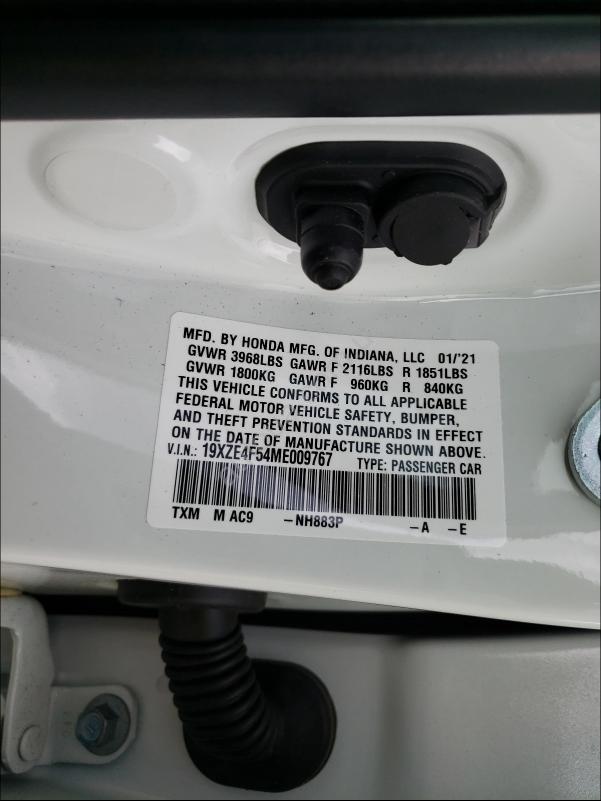 MFD. BY HONDA MFG. OF INDIANA, LLC 01/'21
GVWR 3968LBS GAWR F 2116LBS R 1851LBS
GVWR 1800KG GAWR F 960KG R 840KG
THIS VEHICLE CONFORMS TO ALL APPLICABLE
FEDERAL MOTOR VEHICLE SAFETY, BUMPER,
AND THEFT PREVENTION STANDARDS IN EFFECT
ON THE DATE OF MANUFACTURE SHOWN ABOVE.
V.I.N.: 19XZE4F54ME009767 TYPE: PASSENGER CAR
TXM M AC9 -NH883P -A -E